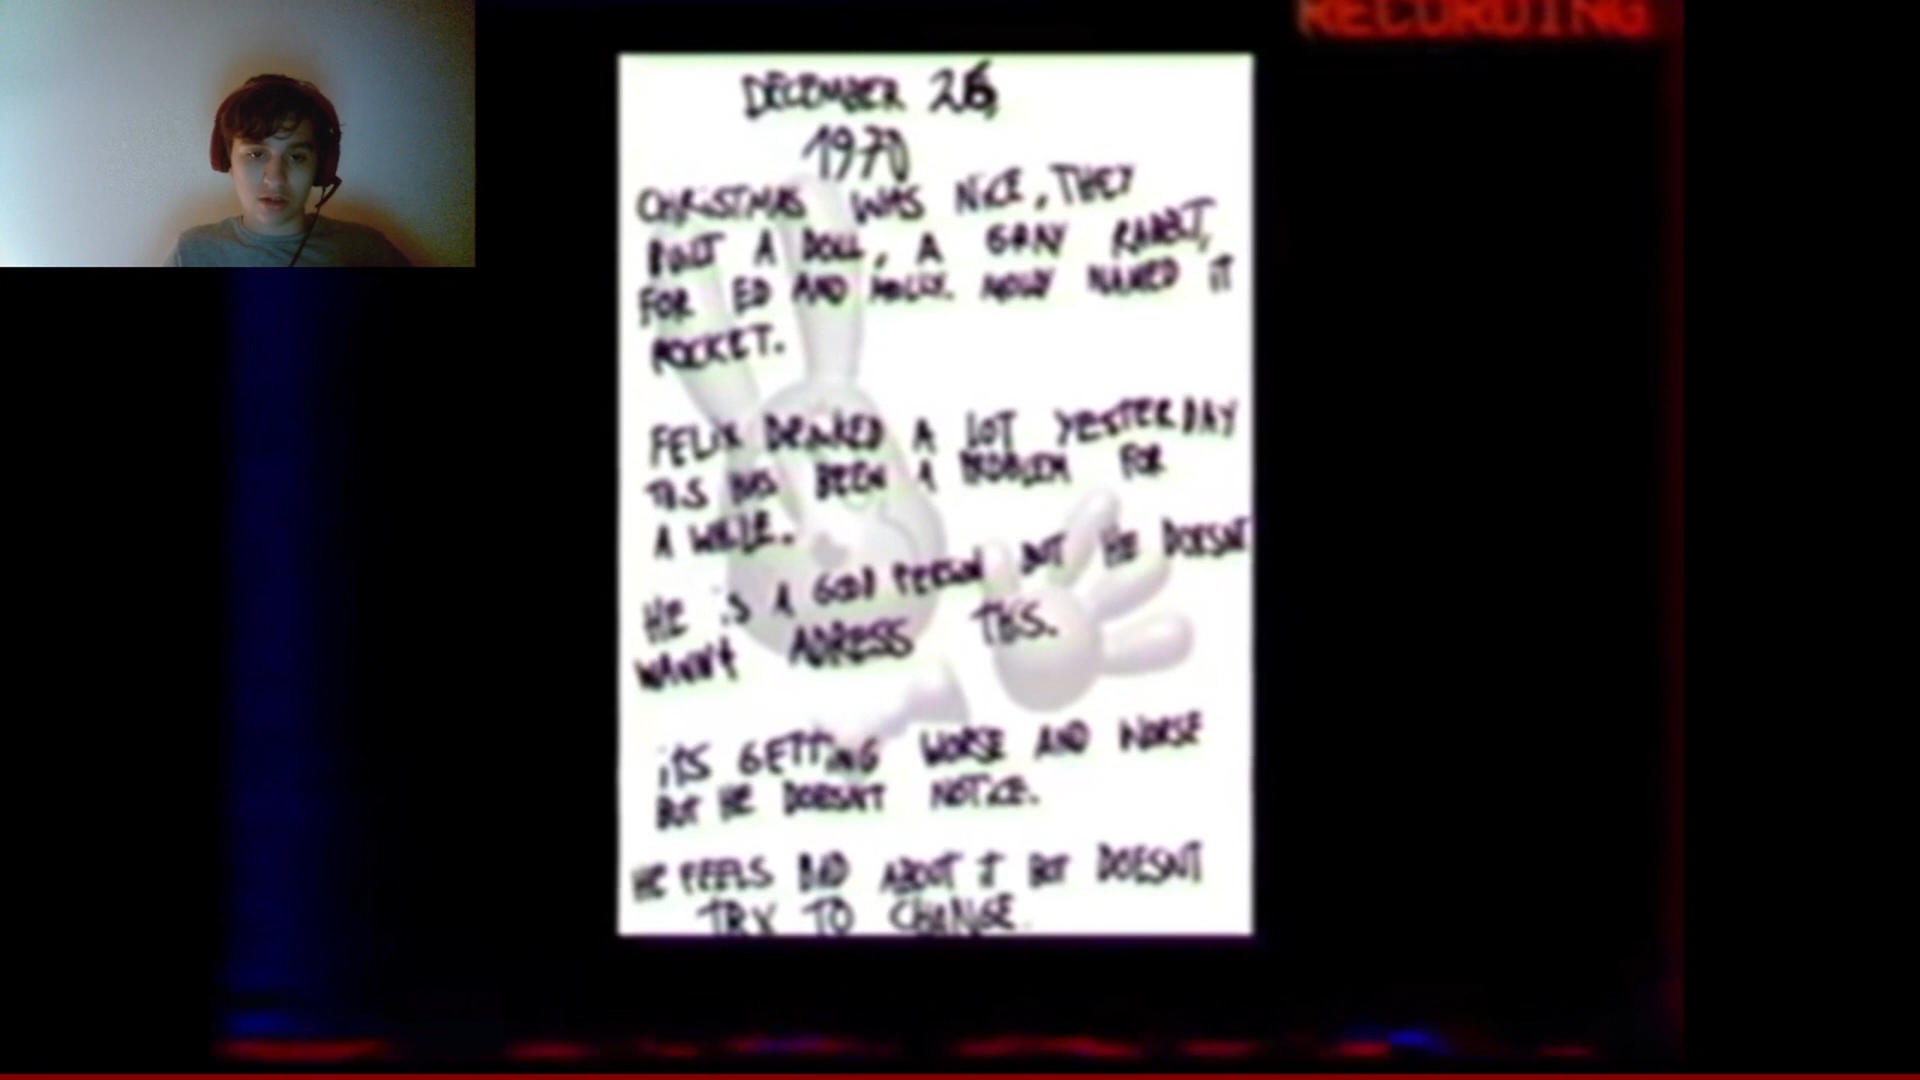 RECORDING
DECEMBER 26,
1970
CHRISTMAS WAS NICE, THEY
BUILT A DOLL, A GRAY RABBIT,
FOR ED AND MOLLY. MOLLY NAMED IT
ROCKET.
FELIX DRINKED A LOT YESTERDAY
THIS HAS BEEN A PROBLEM FOR
A WHILE.
HE IS A GOOD PERSON BUT HE DOESNT
WANNA ADRESS THIS.
ITS GETTING WORSE AND WORSE
BUT HE DOESNT NOTICE.
HE FEELS BAD ABOUT IT BUT DOESNT
TRY TO CHANGE.